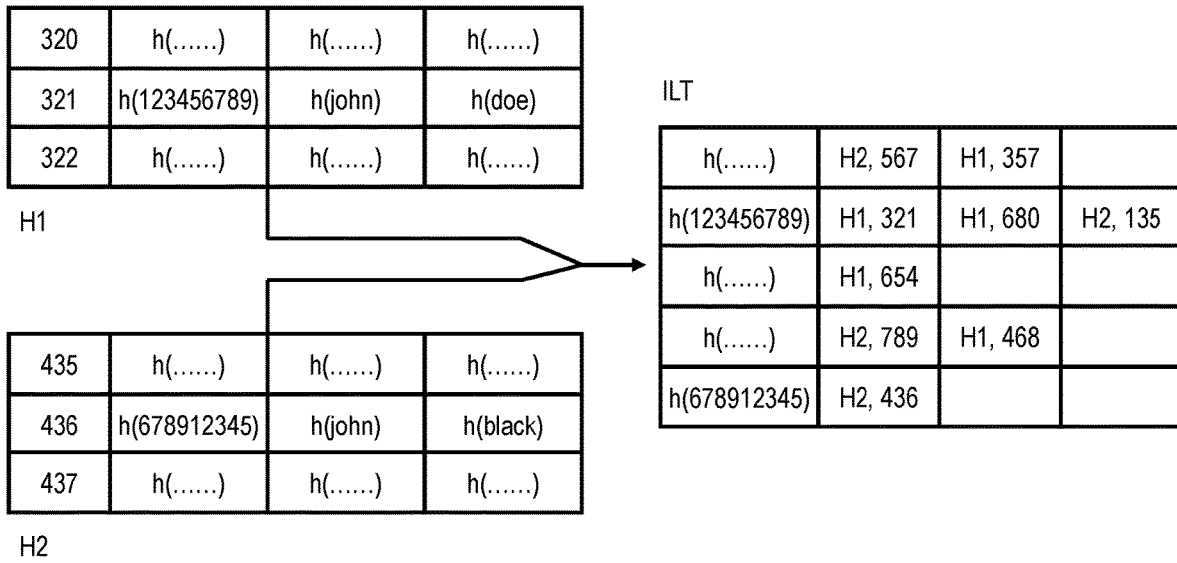 320 h(......) h(......) h(......)
321 h(123456789) h(john) h(doe)
322 h(......) h(......) h(......)
H1
435 h(......) h(......) h(......)
436 h(678912345) h(john) h(black)
437 h(......) h(......) h(......)
H2
ILT
h(......) H2, 567 H1, 357
h(123456789) H1, 321 H1, 680 H2, 135
h(......) H1, 654
h(......) H2, 789 H1, 468
h(678912345) H2, 436